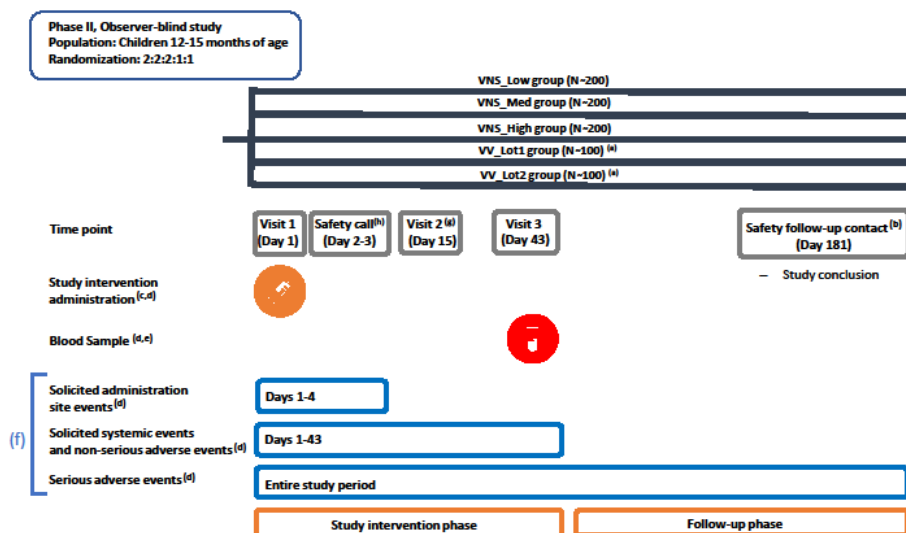 Phase II, Observer-blind study
Population: Children 12-15 months of age
Randomization: 2:2:2:1:1
VNS_Low group (N~200)
VNS_Med group (N~200)
VNS_High group (N~200)
VV_Lot1 group (N~100) (a)
VV_Lot2 group (N~100) (a)
Time point
Visit 1
(Day 1)
Safety call(h)
(Day 2-3)
Visit 2 (g)
(Day 15)
Visit 3
(Day 43)
Safety follow-up contact(b)
(Day 181)
– Study conclusion
Study intervention
administration(c,d)
Blood Sample (d,e)
(f)
Solicited administration
site events(d)
Days 1-4
Solicited systemic events
and non-serious adverse events(d)
Days 1-43
Serious adverse events(d)
Entire study period
Study intervention phase
Follow-up phase